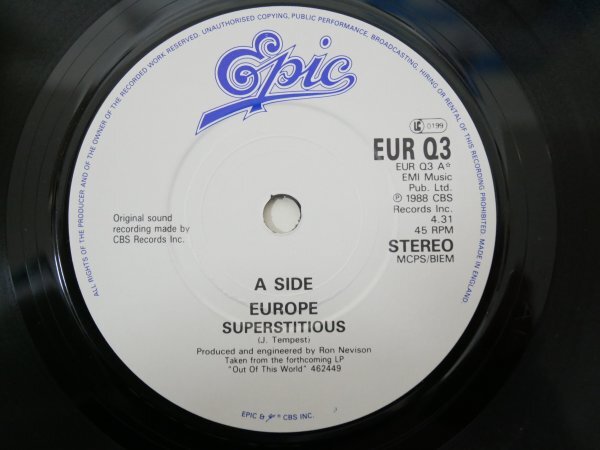 ALL RIGHTS OF THE PRODUCER AND OF THE OWNER OF THE RECORDED WORK RESERVED. UNAUTHORISED COPYING, PUBLIC PERFORMANCE, BROADCASTING, HIRING OR RENTAL OF THIS RECORDING PROHIBITED. MADE IN ENGLAND.
Epic
LC 0199
EUR Q3
EUR Q3 A☆
EMI Music
Pub. Ltd.
℗ 1988 CBS
Records Inc.
4.31
45 RPM
STEREO
MCPS/BIEM
Original sound
recording made by
CBS Records Inc.
A SIDE
EUROPE
SUPERSTITIOUS
(J. Tempest)
Produced and engineered by Ron Nevison
Taken from the forthcoming LP
"Out Of This World" 462449
EPIC & ® CBS INC.